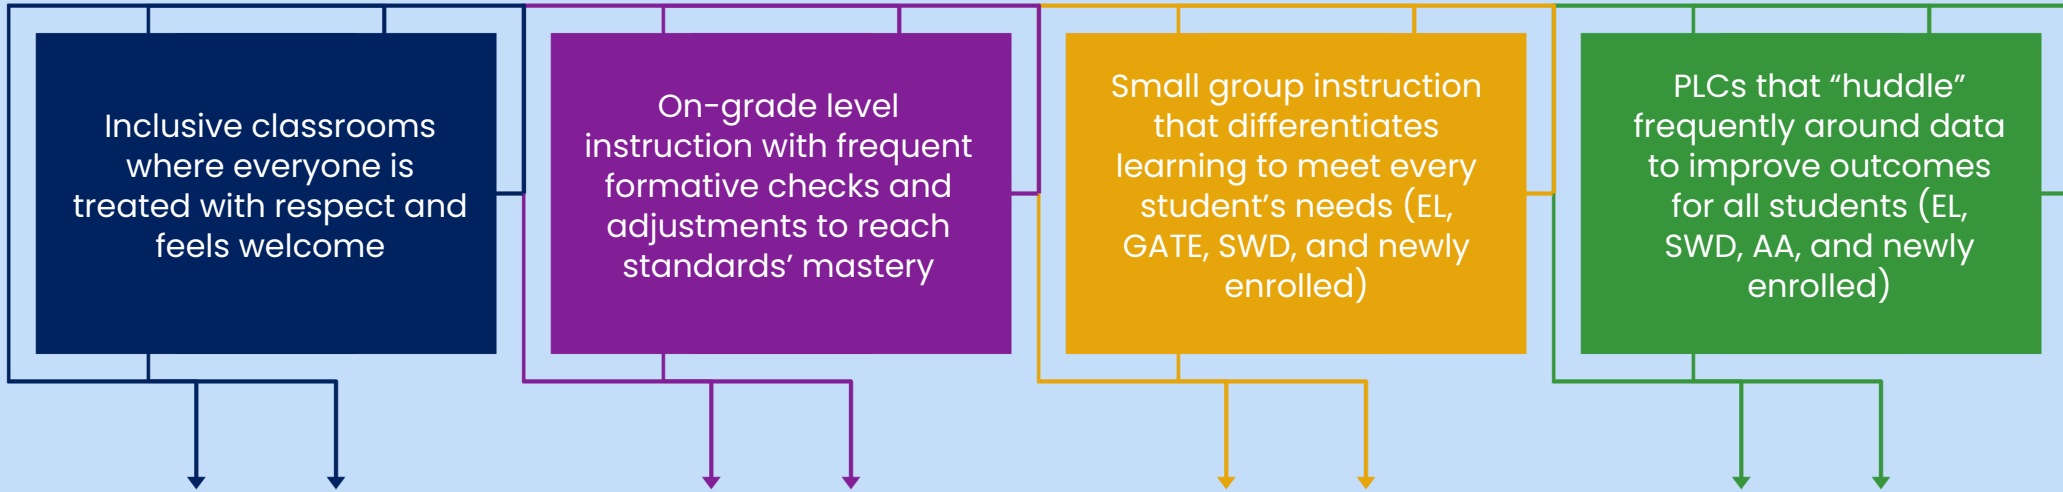 Inclusive classrooms
where everyone is
treated with respect and
feels welcome
On-grade level
instruction with frequent
formative checks and
adjustments to reach
standards’ mastery
Small group instruction
that differentiates
learning to meet every
student’s needs (EL,
GATE, SWD, and newly
enrolled)
PLCs that “huddle”
frequently around data
to improve outcomes
for all students (EL,
SWD, AA, and newly
enrolled)